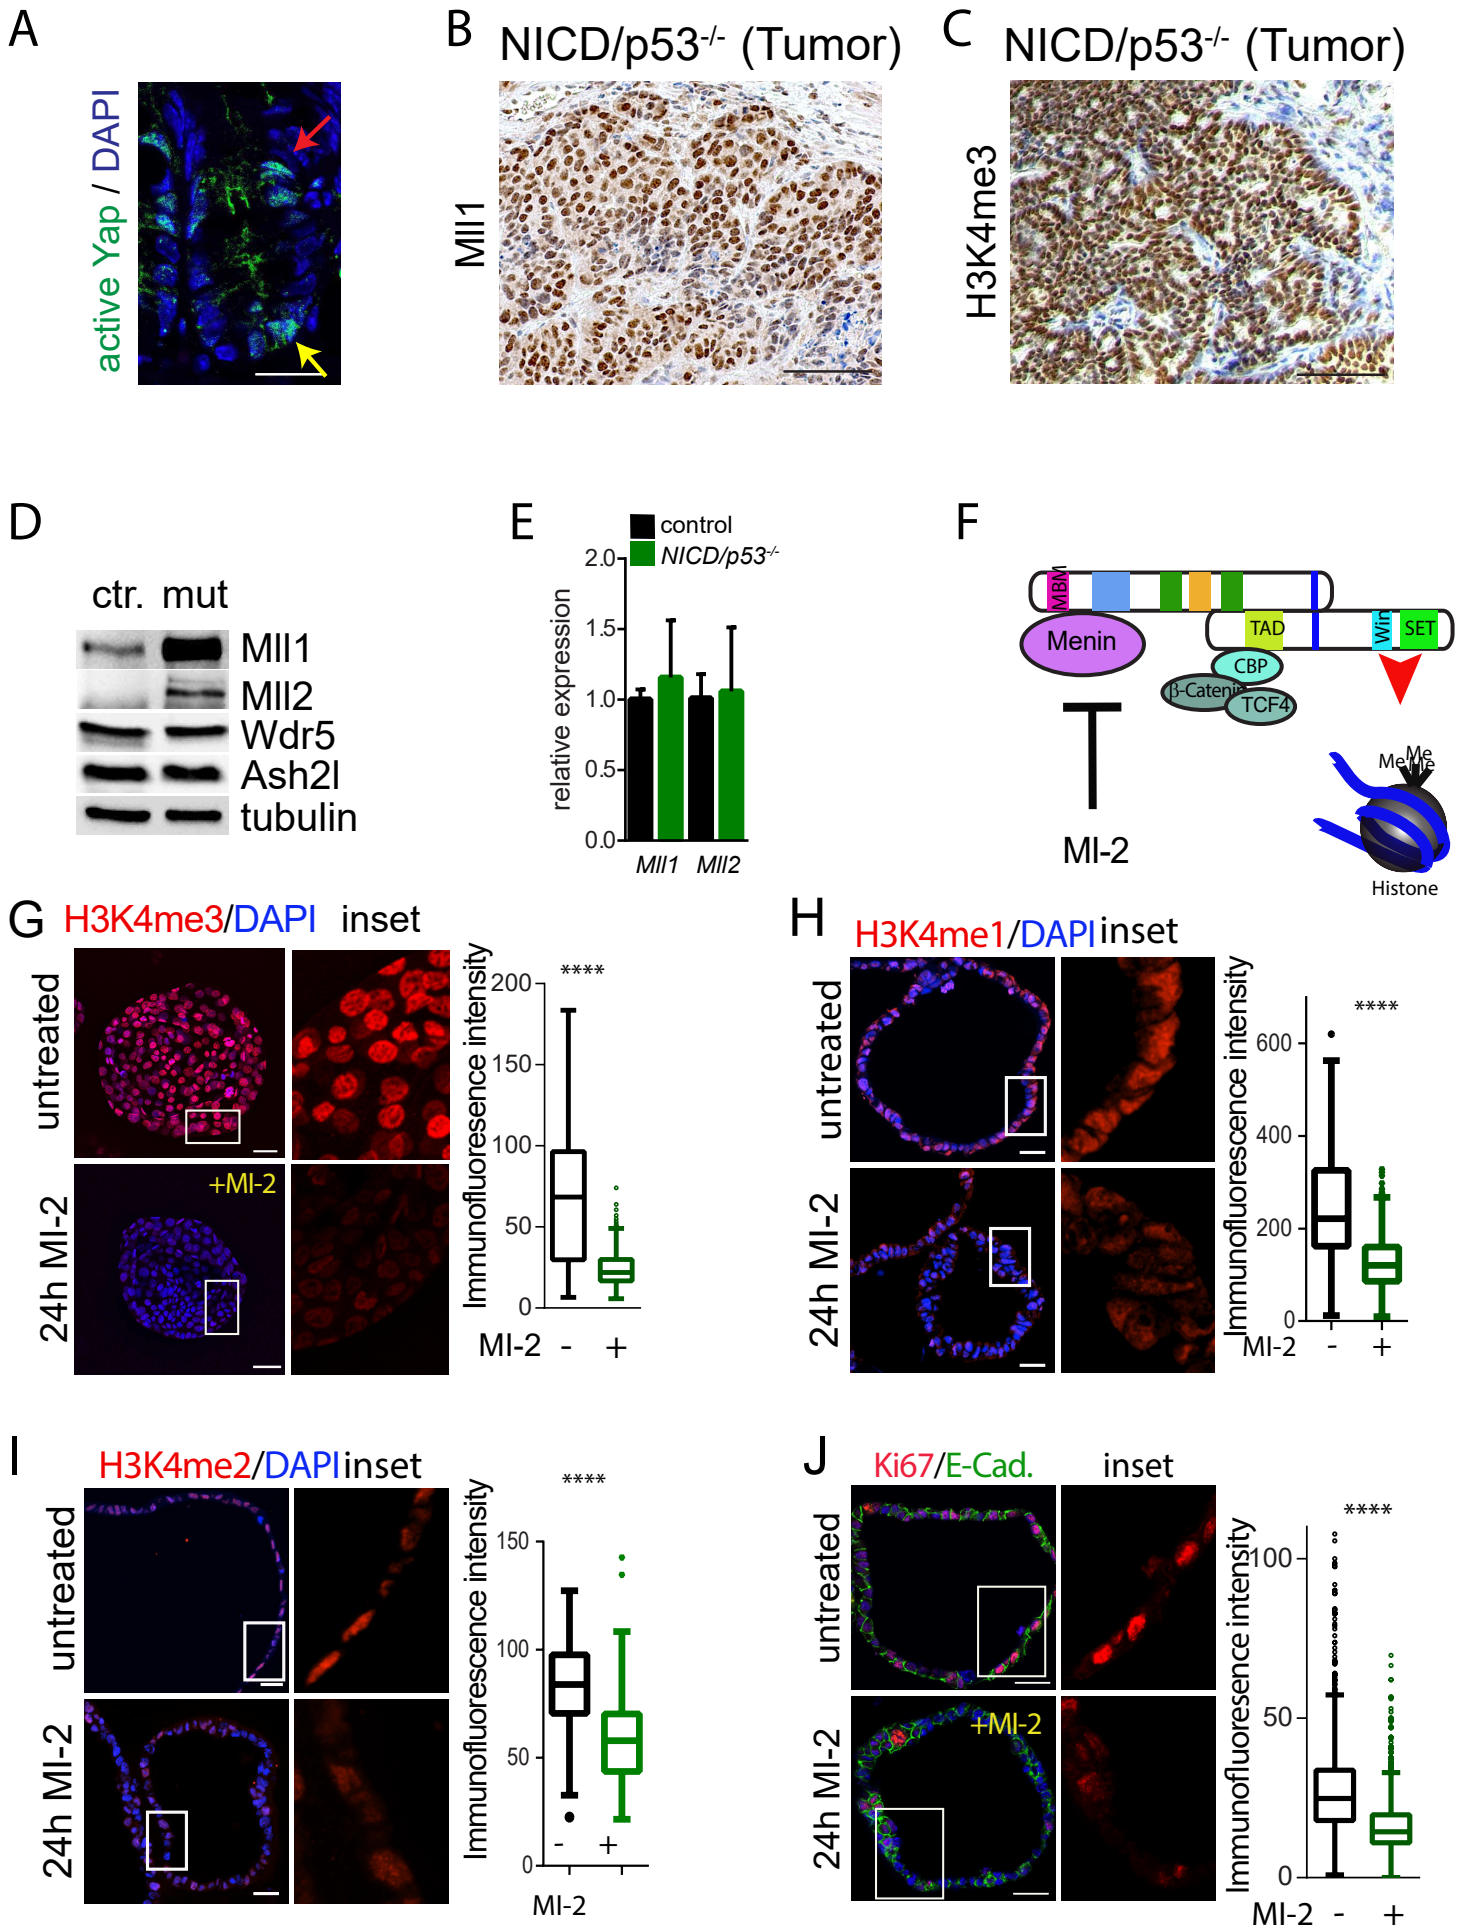 A
active Yap / DAPI
B
NICD/p53-/- (Tumor)
Mll1
C
NICD/p53-/- (Tumor)
H3K4me3
D
ctr. mut
Mll1
Mll2
Wdr5
Ash2l
tubulin
E
control
NICD/p53-/-
relative expression
2.0
1.5
1.0
0.5
0.0
Mll1 Mll2
F
MBM
Menin
TAD
Win
SET
CBP
β-Catenin
TCF4
MI-2
Me
Me
Me
Histone
G
H3K4me3/DAPI inset
untreated
24h MI-2
+MI-2
Immunofluoresence intensity
****
200
150
100
50
0
MI-2 - +
H
H3K4me1/DAPI inset
untreated
24h MI-2
Immunofluorescence intensity
****
600
400
200
0
MI-2 - +
I
H3K4me2/DAPI inset
untreated
24h MI-2
Immunofluorescence intensity
****
150
100
50
0
- +
MI-2
J
Ki67/E-Cad. inset
untreated
24h MI-2
+MI-2
Immunofluoresence intensity
****
100
50
0
MI-2 - +